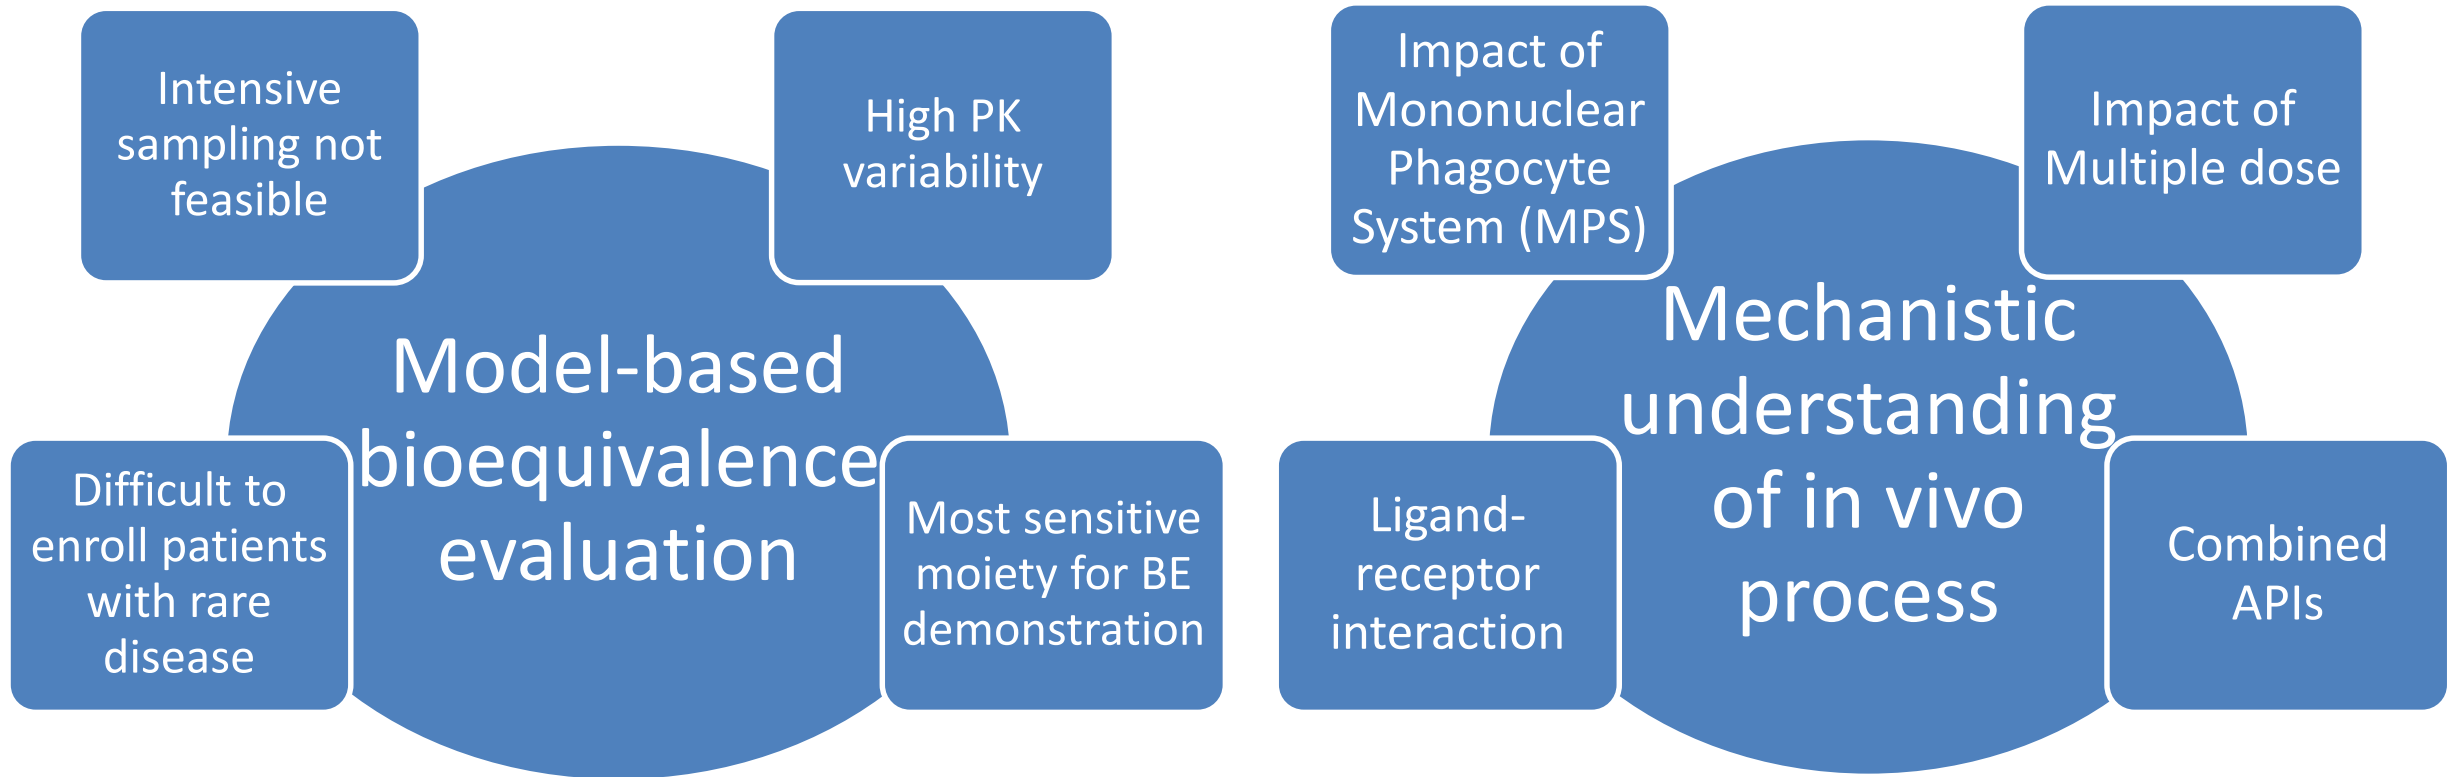 Intensive
sampling not
feasible
High PK
variability
Model-based
bioequivalence
evaluation
Difficult to
enroll patients
with rare
disease
Most sensitive
moiety for BE
demonstration
Impact of
Mononuclear
Phagocyte
System (MPS)
Impact of
Multiple dose
Mechanistic
understanding
of in vivo
process
Ligand-
receptor
interaction
Combined
APIs